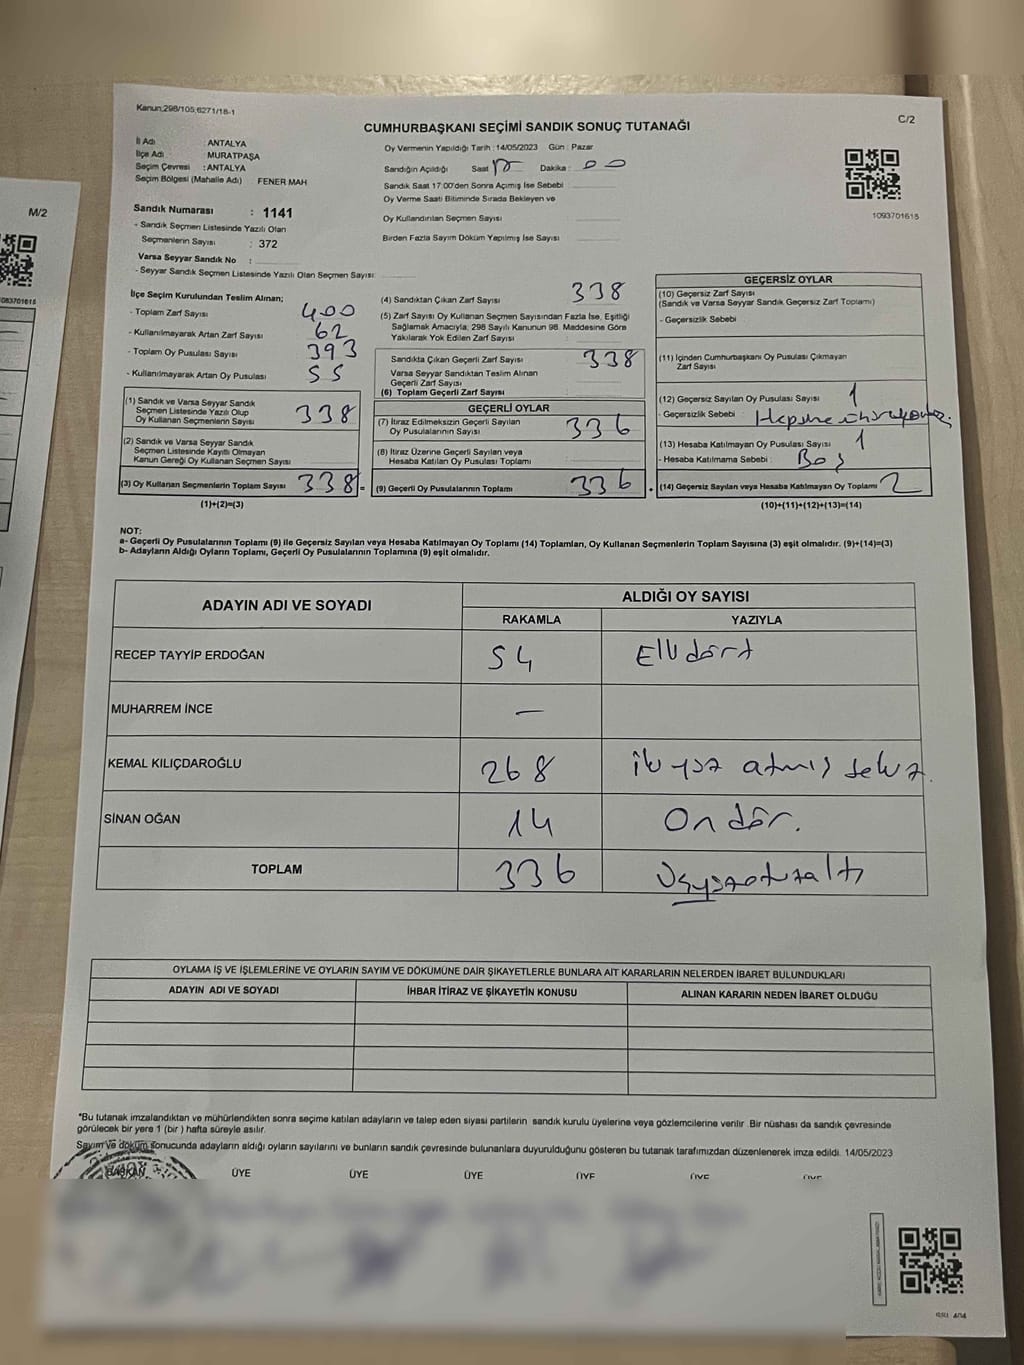 Kanun:298/105;6271/18-1
C/2
CUMHURBAŞKANI SEÇİMİ SANDIK SONUÇ TUTANAĞI
İl Adı : ANTALYA
İlçe Adı : MURATPAŞA
Seçim Çevresi : ANTALYA
Seçim Bölgesi (Mahalle Adı) FENER MAH
Sandık Numarası : 1141
- Sandık Seçmen Listesinde Yazılı Olan
Seçmenlerin Sayısı : 372
Varsa Seyyar Sandık No :
- Seyyar Sandık Seçmen Listesinde Yazılı Olan Seçmen Sayısı:
Oy Vermenin Yapıldığı Tarih : 14/05/2023 Gün : Pazar
Sandığın Açıldığı Saat Dakika : 00
Sandık Saat 17.00'den Sonra Açımış İse Sebebi
Oy Verme Saati Bitiminde Sırada Bekleyen ve
Oy Kullandırılan Seçmen Sayısı
Birden Fazla Sayım Döküm Yapılmış İse Sayısı
1093701615
M/2
1093701615
İlçe Seçim Kurulundan Teslim Alınan;
- Toplam Zarf Sayısı 400
- Kullanılmayarak Artan Zarf Sayısı 62
- Toplam Oy Pusulası Sayısı 393
- Kullanılmayarak Artan Oy Pusulası 55
(1) Sandık ve Varsa Seyyar Sandık
Seçmen Listesinde Yazılı Olup
Oy Kullanan Seçmenlerin Sayısı 338
(2) Sandık ve Varsa Seyyar Sandık
Seçmen Listesinde Kayıtlı Olmayan
Kanun Gereği Oy Kullanan Seçmen Sayısı
(3) Oy Kullanan Seçmenlerin Toplam Sayısı 338 =
(1)+(2)=(3)
(4) Sandıktan Çıkan Zarf Sayısı 338
(5) Zarf Sayısı Oy Kullanan Seçmen Sayısından Fazla İse, Eşitliği
Sağlamak Amacıyla, 298 Sayılı Kanunun 98. Maddesine Göre
Yakılarak Yok Edilen Zarf Sayısı :
Sandıkta Çıkan Geçerli Zarf Sayısı 338
Varsa Seyyar Sandıktan Teslim Alınan
Geçerli Zarf Sayısı
(6) Toplam Geçerli Zarf Sayısı :
GEÇERLİ OYLAR
(7) İtiraz Edilmeksizin Geçerli Sayılan
Oy Pusulalarının Sayısı 336
(8) İtiraz Üzerine Geçerli Sayılan veya
Hesaba Katılan Oy Pusulası Toplamı
(9) Geçerli Oy Pusulalarının Toplamı 336
GEÇERSİZ OYLAR
(10) Geçersiz Zarf Sayısı
(Sandık ve Varsa Seyyar Sandık Geçersiz Zarf Toplamı)
- Geçersizlik Sebebi
(11) İçinden Cumhurbaşkanı Oy Pusulası Çıkmayan
Zarf Sayısı
(12) Geçersiz Sayılan Oy Pusulası Sayısı 1
- Geçersizlik Sebebi :
(13) Hesaba Katılmayan Oy Pusulası Sayısı 1
- Hesaba Katılmama Sebebi : Boş
(14) Geçersiz Sayılan veya Hesaba Katılmayan Oy Toplamı 2
(10)+(11)+(12)+(13)=(14)
NOT:
a- Geçerli Oy Pusulalarının Toplamı (9) ile Geçersiz Sayılan veya Hesaba Katılmayan Oy Toplamı (14) Toplamları, Oy Kullanan Seçmenlerin Toplam Sayısına (3) eşit olmalıdır. (9)+(14)=(3)
b- Adayların Aldığı Oyların Toplamı, Geçerli Oy Pusulalarının Toplamına (9) eşit olmalıdır.
ADAYIN ADI VE SOYADI
ALDIĞI OY SAYISI
RAKAMLA YAZIYLA
RECEP TAYYİP ERDOĞAN 54 Ellidört
MUHARREM İNCE —
KEMAL KILIÇDAROĞLU 268 iki yüz atmış sekiz.
SİNAN OĞAN 14 On dör.
TOPLAM 336 Üçyüzotuzaltı
OYLAMA İŞ VE İŞLEMLERİNE VE OYLARIN SAYIM VE DÖKÜMÜNE DAİR ŞİKAYETLERLE BUNLARA AİT KARARLARIN NELERDEN İBARET BULUNDUKLARI
ADAYIN ADI VE SOYADI İHBAR İTİRAZ VE ŞİKAYETİN KONUSU ALINAN KARARIN NEDEN İBARET OLDUĞU
*Bu tutanak imzalandıktan ve mühürlendikten sonra seçime katılan adayların ve talep eden siyasi partilerin sandık kurulu üyelerine veya gözlemcilerine verilir. Bir nüshası da sandık çevresinde
görülecek bir yere 1 (bir ) hafta süreyle asılır.
Sayım ve döküm sonucunda adayların aldığı oyların sayılarını ve bunların sandık çevresinde bulunanlara duyurulduğunu gösteren bu tutanak tarafımızdan düzenlenerek imza edildi. 14/05/2023
BAŞKAN ÜYE ÜYE ÜYE ÜYE ÜYE ÜYE